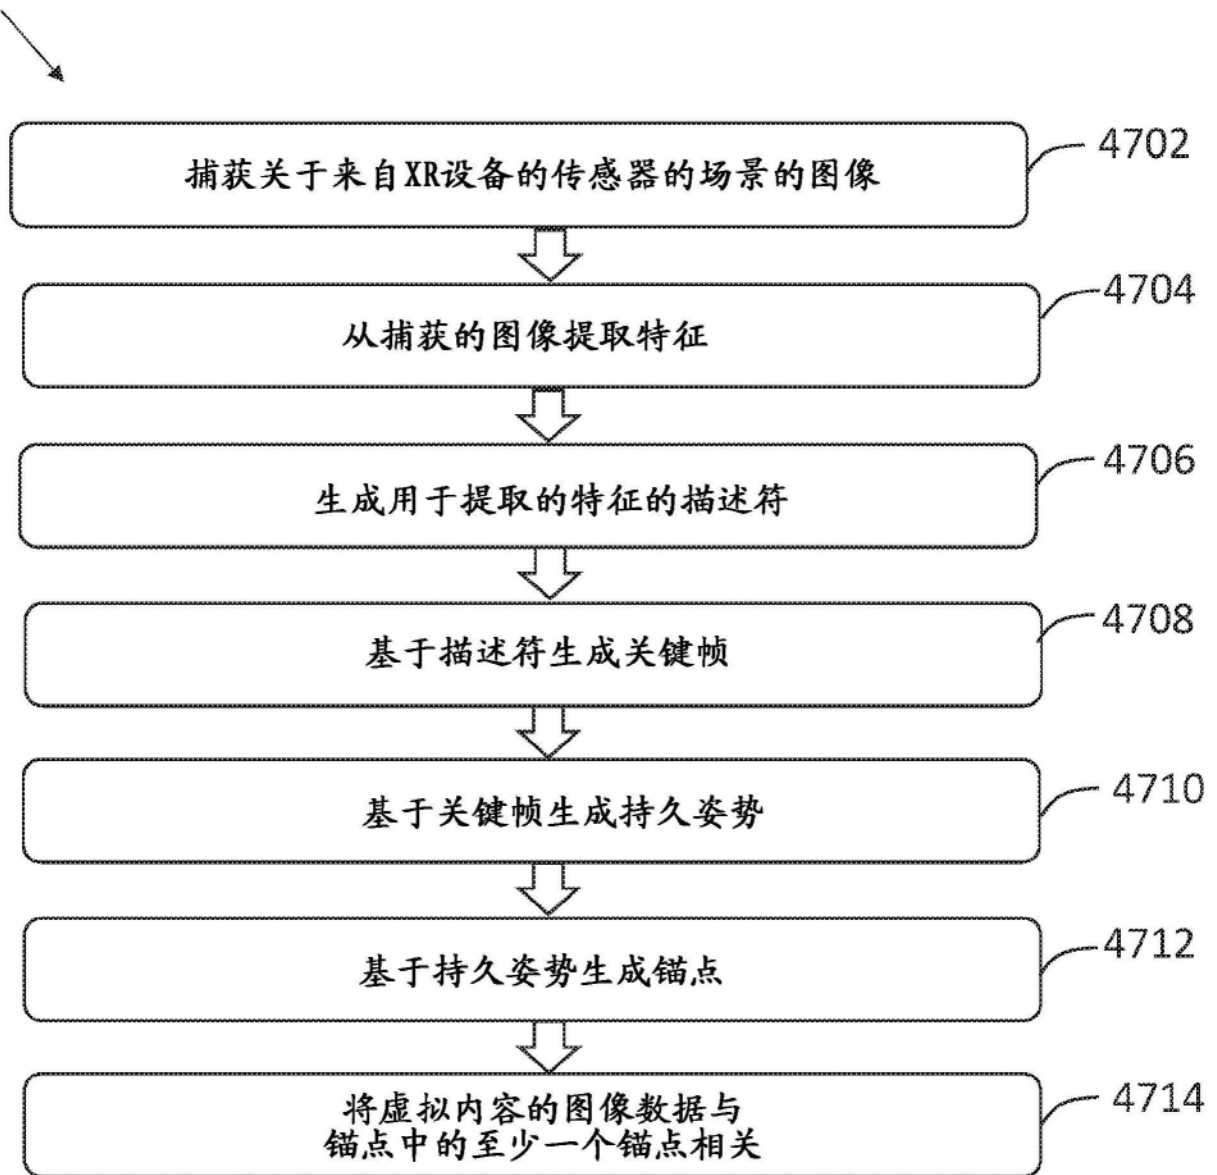 捕获关于来自XR设备的传感器的场景的图像
4702
从捕获的图像提取特征
4704
生成用于提取的特征的描述符
4706
基于描述符生成关键帧
4708
基于关键帧生成持久姿势
4710
基于持久姿势生成锚点
4712
将虚拟内容的图像数据与
锚点中的至少一个锚点相关
4714